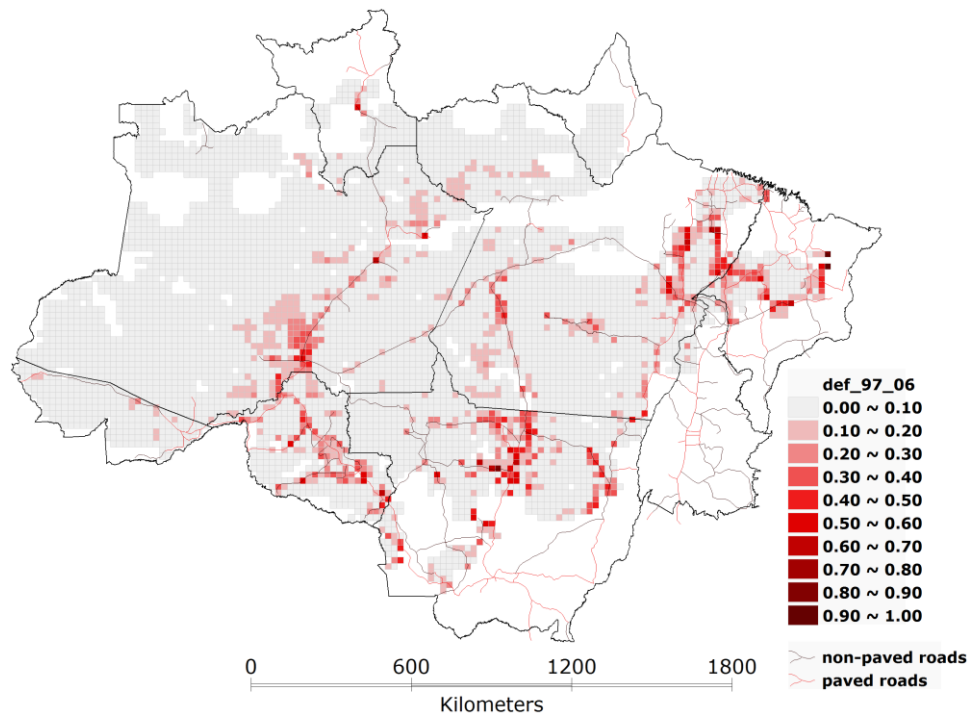 def_97_06
0.00 ~ 0.10
0.10 ~ 0.20
0.20 ~ 0.30
0.30 ~ 0.40
0.40 ~ 0.50
0.50 ~ 0.60
0.60 ~ 0.70
0.70 ~ 0.80
0.80 ~ 0.90
0.90 ~ 1.00
non-paved roads
paved roads
0 600 1200 1800
Kilometers